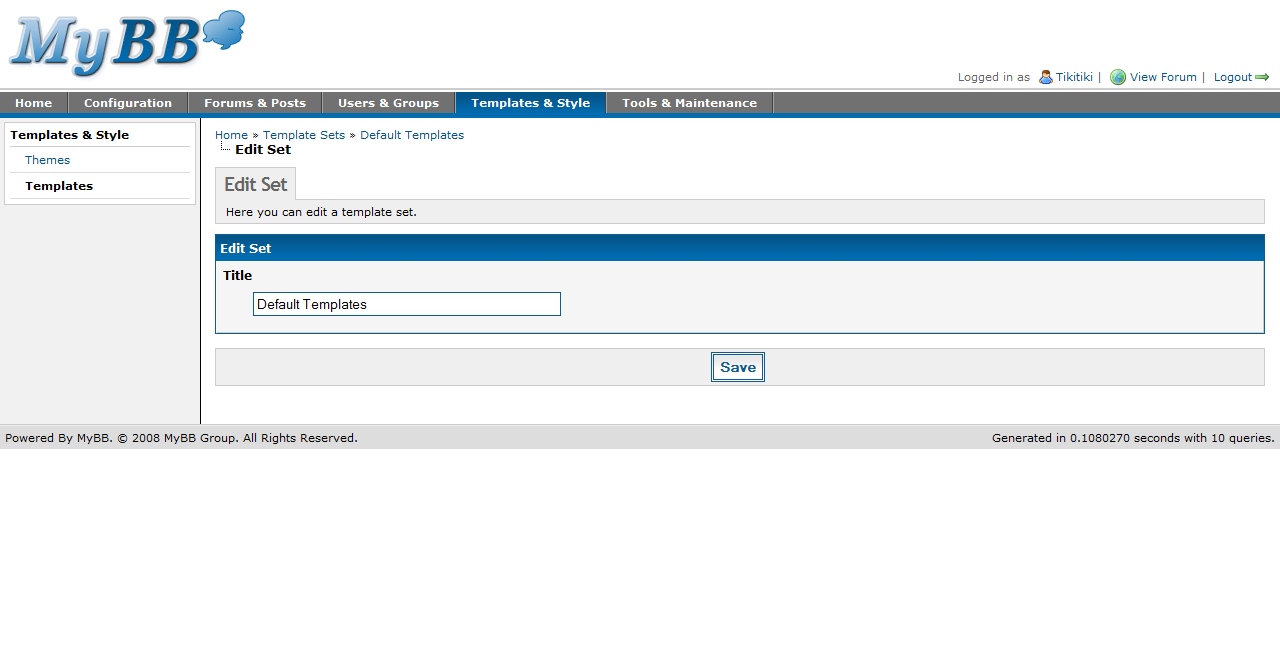 MyBB
Logged in as Tikitiki | View Forum | Logout
Home Configuration Forums & Posts Users & Groups Templates & Style Tools & Maintenance
Templates & Style
Themes
Templates
Home » Template Sets » Default Templates
Edit Set
Edit Set
Here you can edit a template set.
Edit Set
Title
Default Templates
Save
Powered By MyBB. © 2008 MyBB Group. All Rights Reserved.
Generated in 0.1080270 seconds with 10 queries.